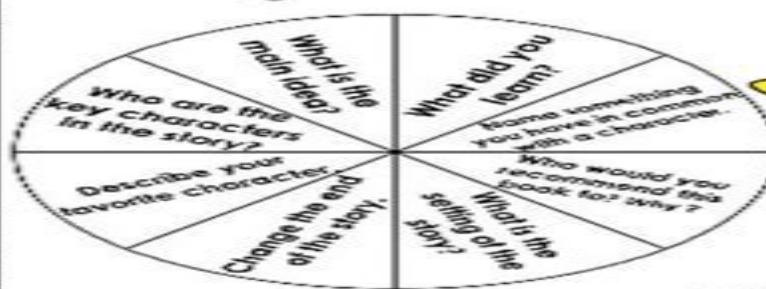 What is the
main idea?
What did you
learn?
Name something
you have in common
with a character.
Who would you
recommend this
book to? Why?
What is the
setting of the
story?
Change the end
of the story.
Describe your
favorite character.
Who are the
key characters
in the story?